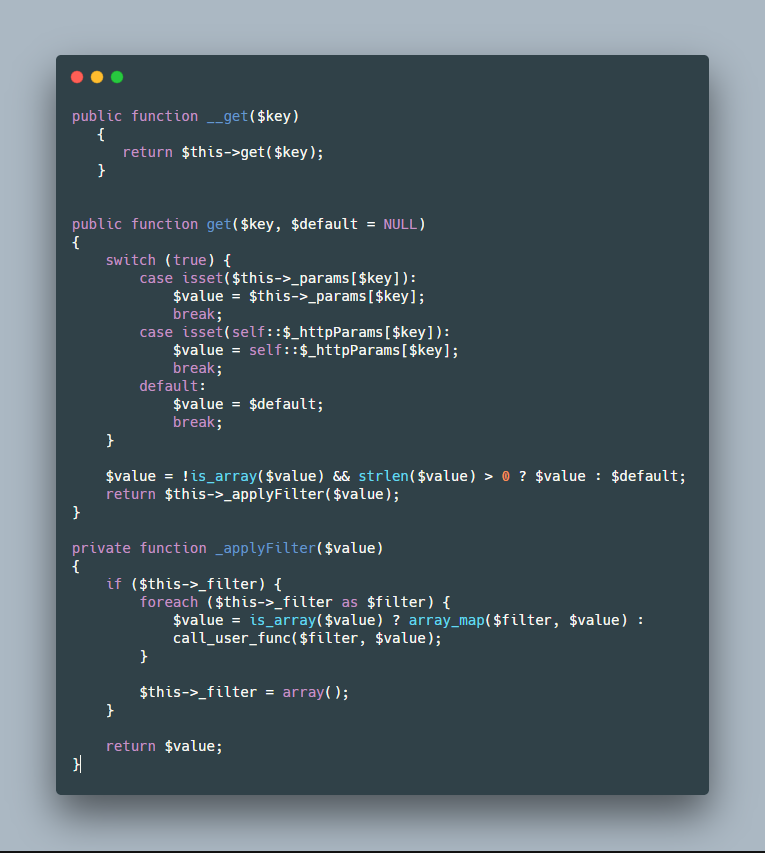 public function __get($key)
   {
      return $this->get($key);
   }


public function get($key, $default = NULL)
{
    switch (true) {
        case isset($this->_params[$key]):
            $value = $this->_params[$key];
            break;
        case isset(self::$_httpParams[$key]):
            $value = self::$_httpParams[$key];
            break;
        default:
            $value = $default;
            break;
    }

    $value = !is_array($value) && strlen($value) > 0 ? $value : $default;
    return $this->_applyFilter($value);
}

private function _applyFilter($value)
{
    if ($this->_filter) {
        foreach ($this->_filter as $filter) {
            $value = is_array($value) ? array_map($filter, $value) :
            call_user_func($filter, $value);
        }

        $this->_filter = array();
    }

    return $value;
}